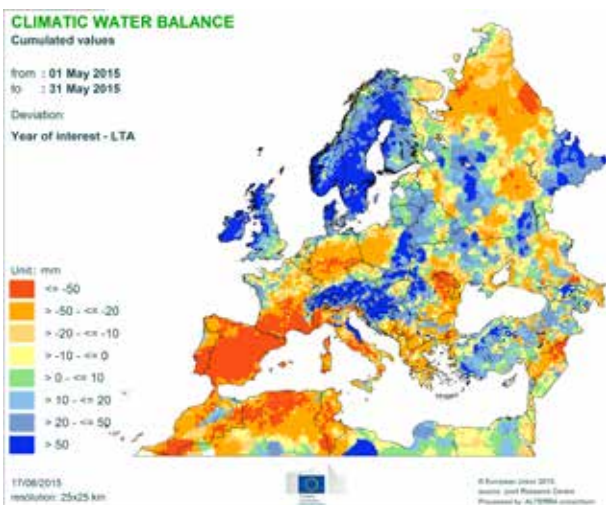 CLIMATIC WATER BALANCE
Cumulated values
from : 01 May 2015
to : 31 May 2015
Deviation:
Year of interest - LTA
Unit: mm
<= -50
> -50 - <= -20
> -20 - <= -10
> -10 - <= 0
> 0 - <= 10
> 10 - <= 20
> 20 - <= 50
> 50
17/06/2015
resolution: 25x25 km
© European Union 2015
source: Joint Research Centre
Processed by ALTERRA consortium